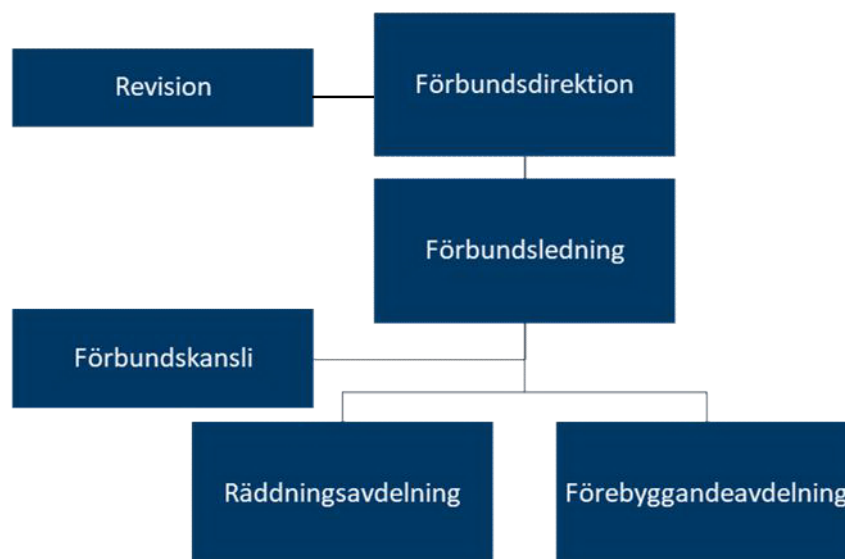 Förbundsdirektion
Revision
Förbundsledning
Förbundskansli
Räddningsavdelning
Förebyggandeavdelning